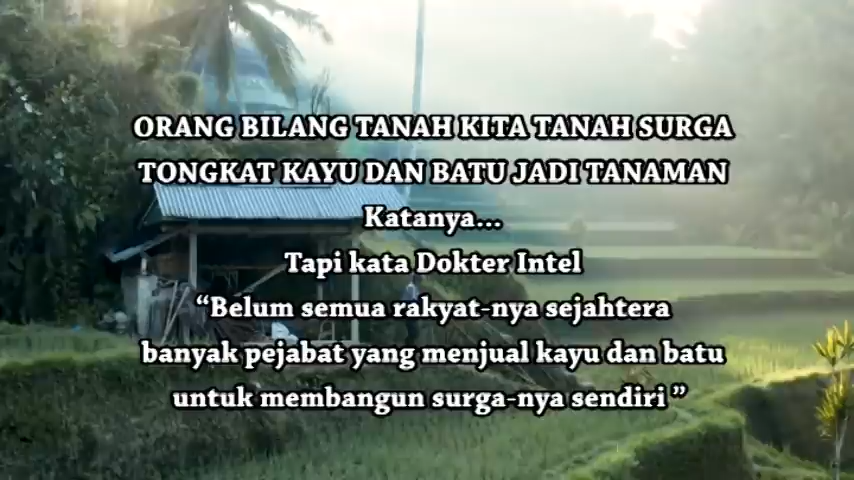 ORANG BILANG TANAH KITA TANAH SURGA
TONGKAT KAYU DAN BATU JADI TANAMAN
Katanya...
Tapi kata Dokter Intel
“Belum semua rakyat-nya sejahtera
banyak pejabat yang menjual kayu dan batu
untuk membangun surga-nya sendiri ”